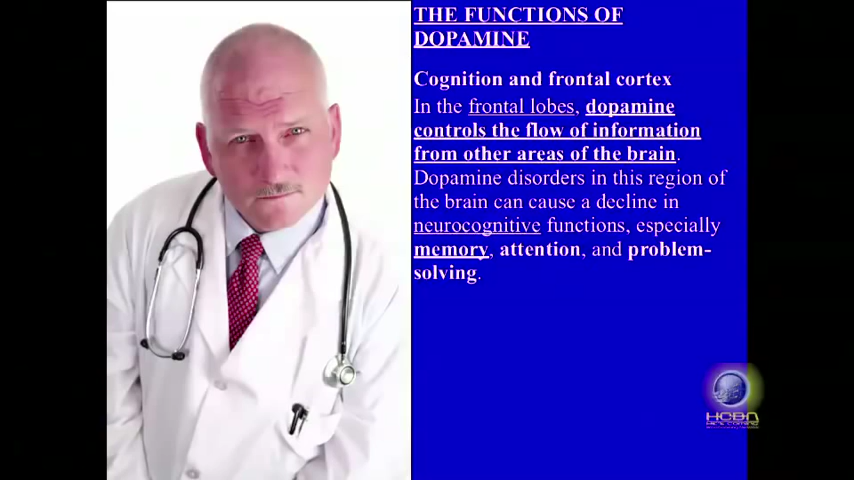 THE FUNCTIONS OF
DOPAMINE
Cognition and frontal cortex
In the frontal lobes, dopamine
controls the flow of information
from other areas of the brain.
Dopamine disorders in this region of
the brain can cause a decline in
neurocognitive functions, especially
memory, attention, and problem-
solving.
HCBN